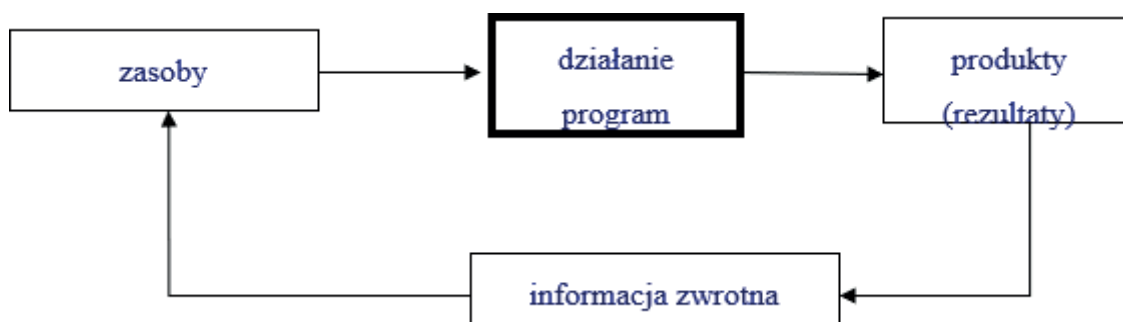 zasoby
działanie
program
produkty
(rezultaty)
informacja zwrotna